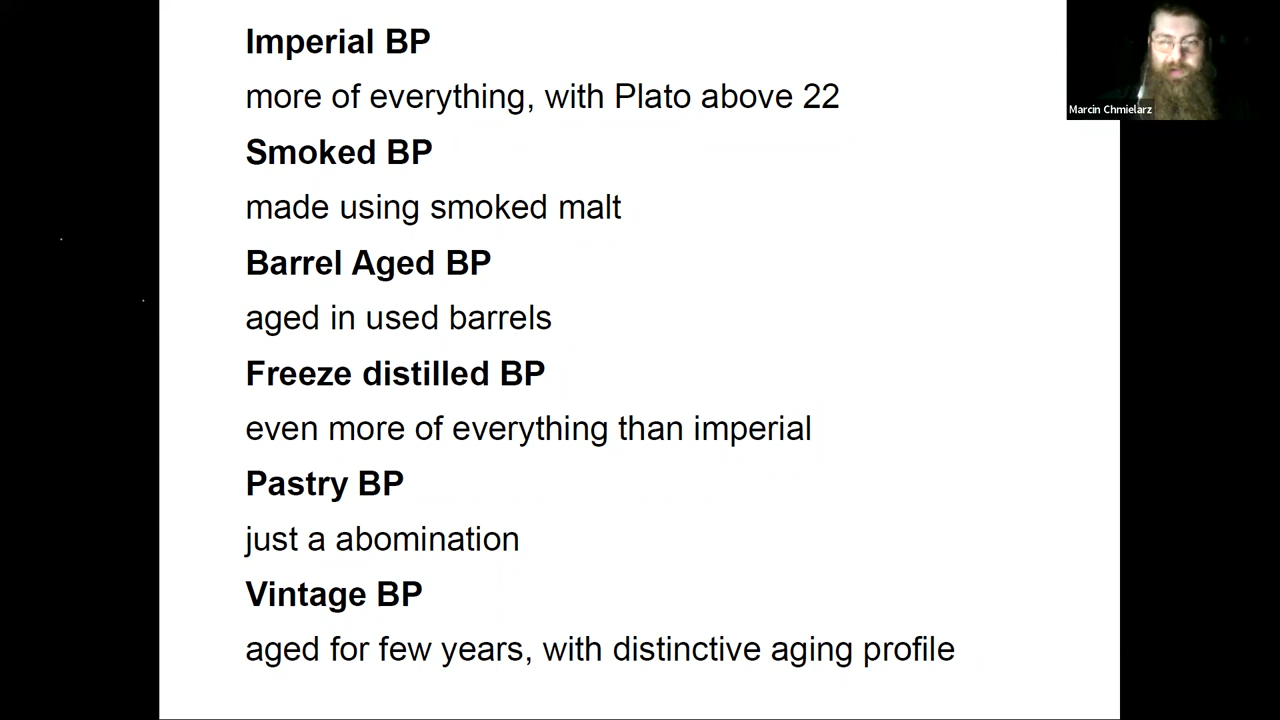 Imperial BP
more of everything, with Plato above 22
Smoked BP
made using smoked malt
Barrel Aged BP
aged in used barrels
Freeze distilled BP
even more of everything than imperial
Pastry BP
just a abomination
Vintage BP
aged for few years, with distinctive aging profile
Marcin Chmielarz